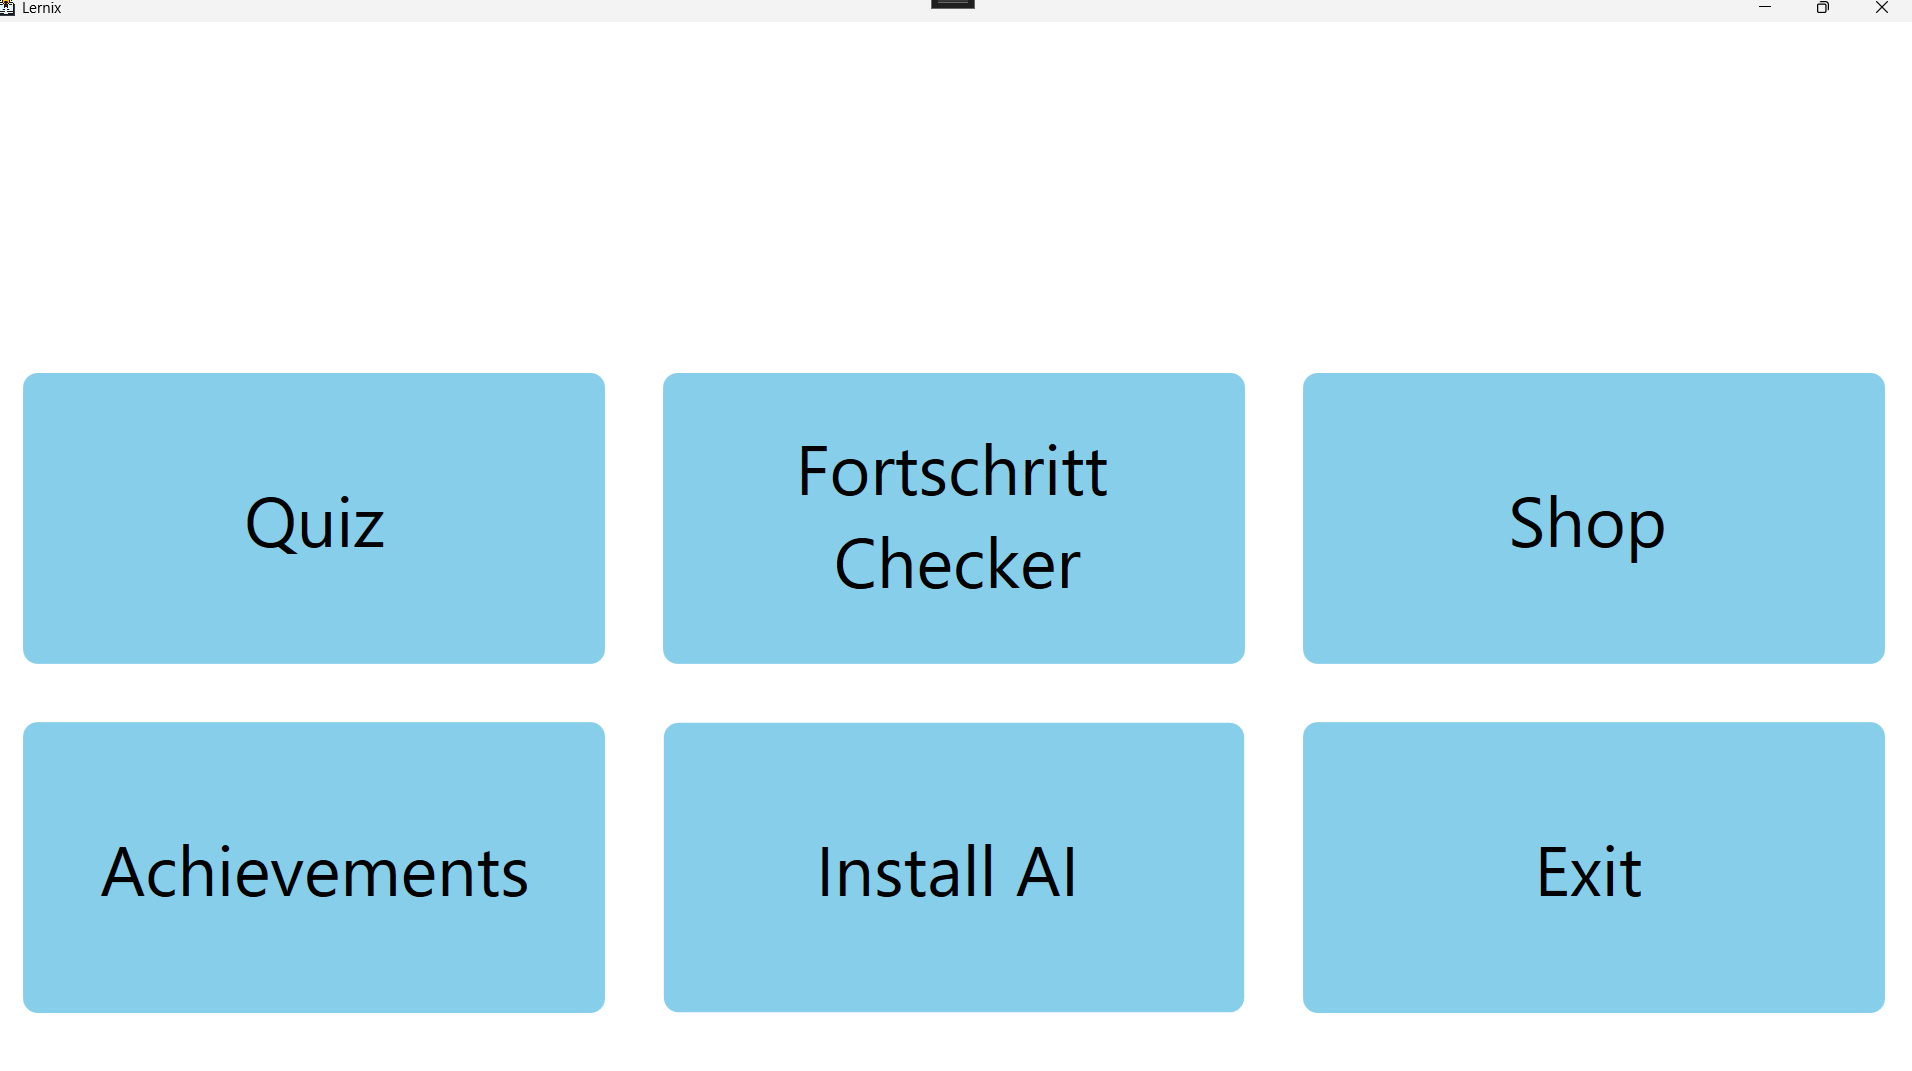 Lernix
Quiz
Fortschritt
Checker
Shop
Achievements
Install AI
Exit